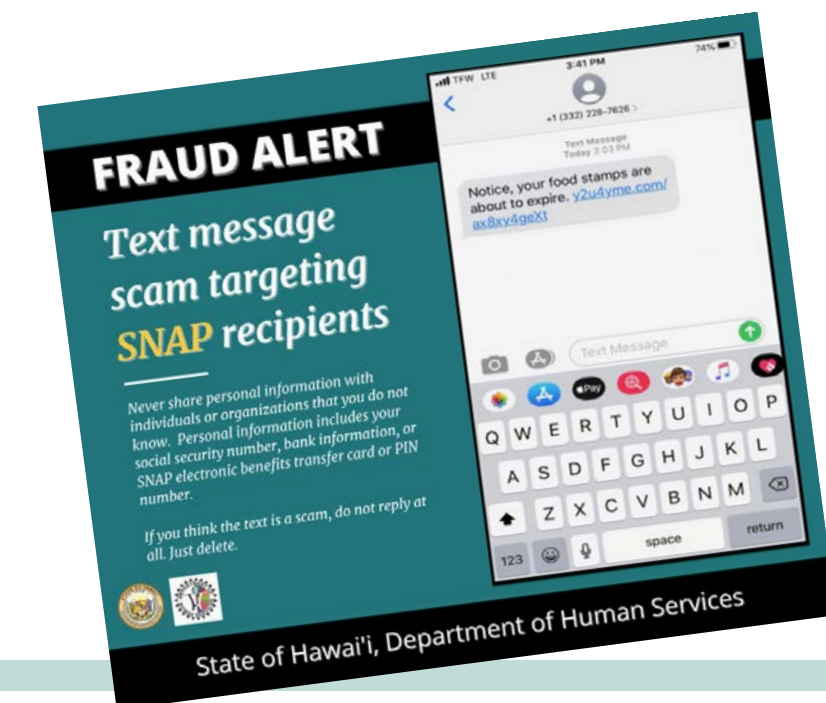 FRAUD ALERT
Text message
scam targeting
SNAP recipients
Never share personal information with
individuals or organizations that you do not
know. Personal information includes your
social security number, bank information, or
SNAP electronic benefits transfer card or PIN
number.
If you think the text is a scam, do not reply at
all. Just delete.
TFW LTE
3:41 PM
74%
+1 (332) 228-7626 >
Text Message
Today 3:03 PM
Notice, your food stamps are
about to expire. y2u4yme.com/
ax8xy4geXt
Text Message
Pay
Q W E R T Y U I O P
A S D F G H J K L
Z X C V B N M
123
space
return
State of Hawai'i, Department of Human Services